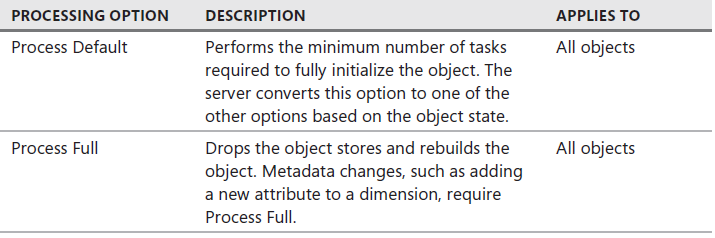 PROCESSING OPTION DESCRIPTION APPLIES TO
Process Default Performs the minimum number of tasks All objects
required to fully initialize the object. The
server converts this option to one of the
other options based on the object state.
Process Full Drops the object stores and rebuilds the All objects
object. Metadata changes, such as adding
a new attribute to a dimension, require
Process Full.